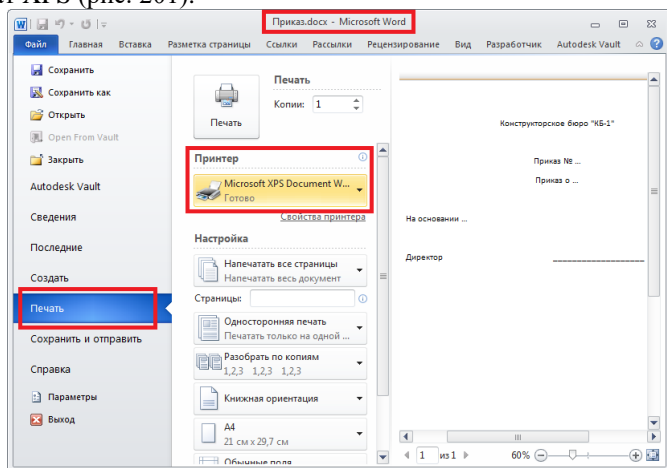 XPS (рис. 201).
Приказ.docx - Microsoft Word
Файл Главная Вставка Разметка страницы Ссылки Рассылки Рецензирование Вид Разработчик Autodesk Vault
Сохранить
Сохранить как
Открыть
Open From Vault
Закрыть
Autodesk Vault
Сведения
Последние
Создать
Печать
Сохранить и отправить
Справка
Параметры
Выход
Печать
Печать
Копии: 1
Принтер
Microsoft XPS Document W...
Готово
Свойства принтера
Настройка
Напечатать все страницы
Напечатать весь документ
Страницы:
Односторонняя печать
Печатать только на одной ...
Разобрать по копиям
1,2,3 1,2,3 1,2,3
Книжная ориентация
A4
21 см x 29,7 см
Обычные поля
Конструкторское бюро "КБ-1"
Приказ № ...
Приказ о ...
На основании ...
Директор
1 из 1
60%